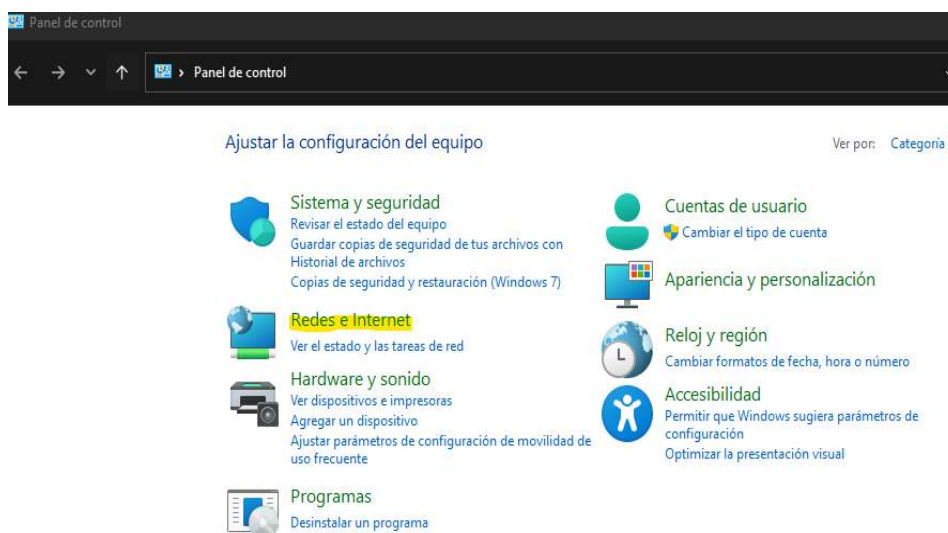 Panel de control
Panel de control
Ajustar la configuración del equipo
Ver por: Categoría
Sistema y seguridad
Revisar el estado del equipo
Guardar copias de seguridad de tus archivos con
Historial de archivos
Copias de seguridad y restauración (Windows 7)
Redes e Internet
Ver el estado y las tareas de red
Hardware y sonido
Ver dispositivos e impresoras
Agregar un dispositivo
Ajustar parámetros de configuración de movilidad de
uso frecuente
Programas
Desinstalar un programa
Cuentas de usuario
Cambiar el tipo de cuenta
Apariencia y personalización
Reloj y región
Cambiar formatos de fecha, hora o número
Accesibilidad
Permitir que Windows sugiera parámetros de
configuración
Optimizar la presentación visual